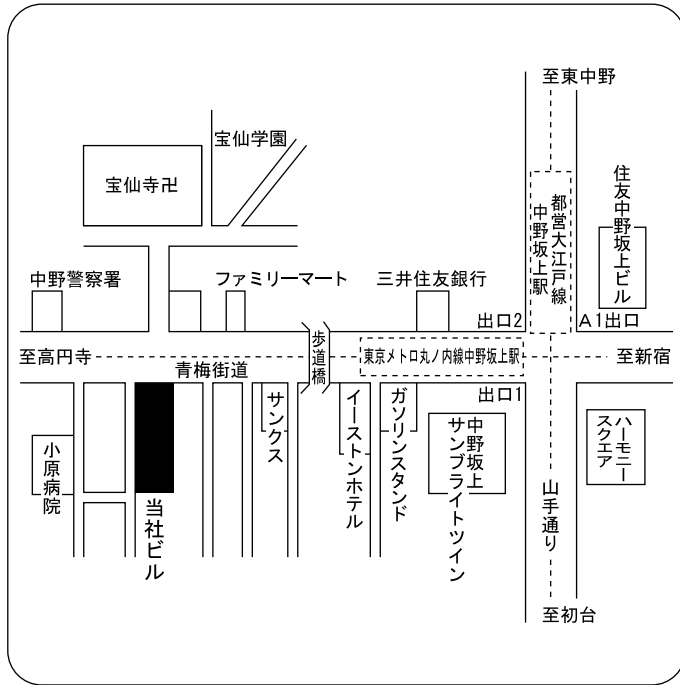 至東中野
宝仙学園
宝仙寺卍
都営大江戸線
中野坂上駅
住友中野坂上ビル
中野警察署
ファミリーマート
三井住友銀行
出口2
A1出口
至高円寺
青梅街道
歩道橋
東京メトロ丸ノ内線中野坂上駅
至新宿
出口1
小原病院
当社ビル
サンクス
イーストンホテル
ガソリンスタンド
中野坂上
サンブライトツイン
ハーモニー
スクエア
山手通り
至初台